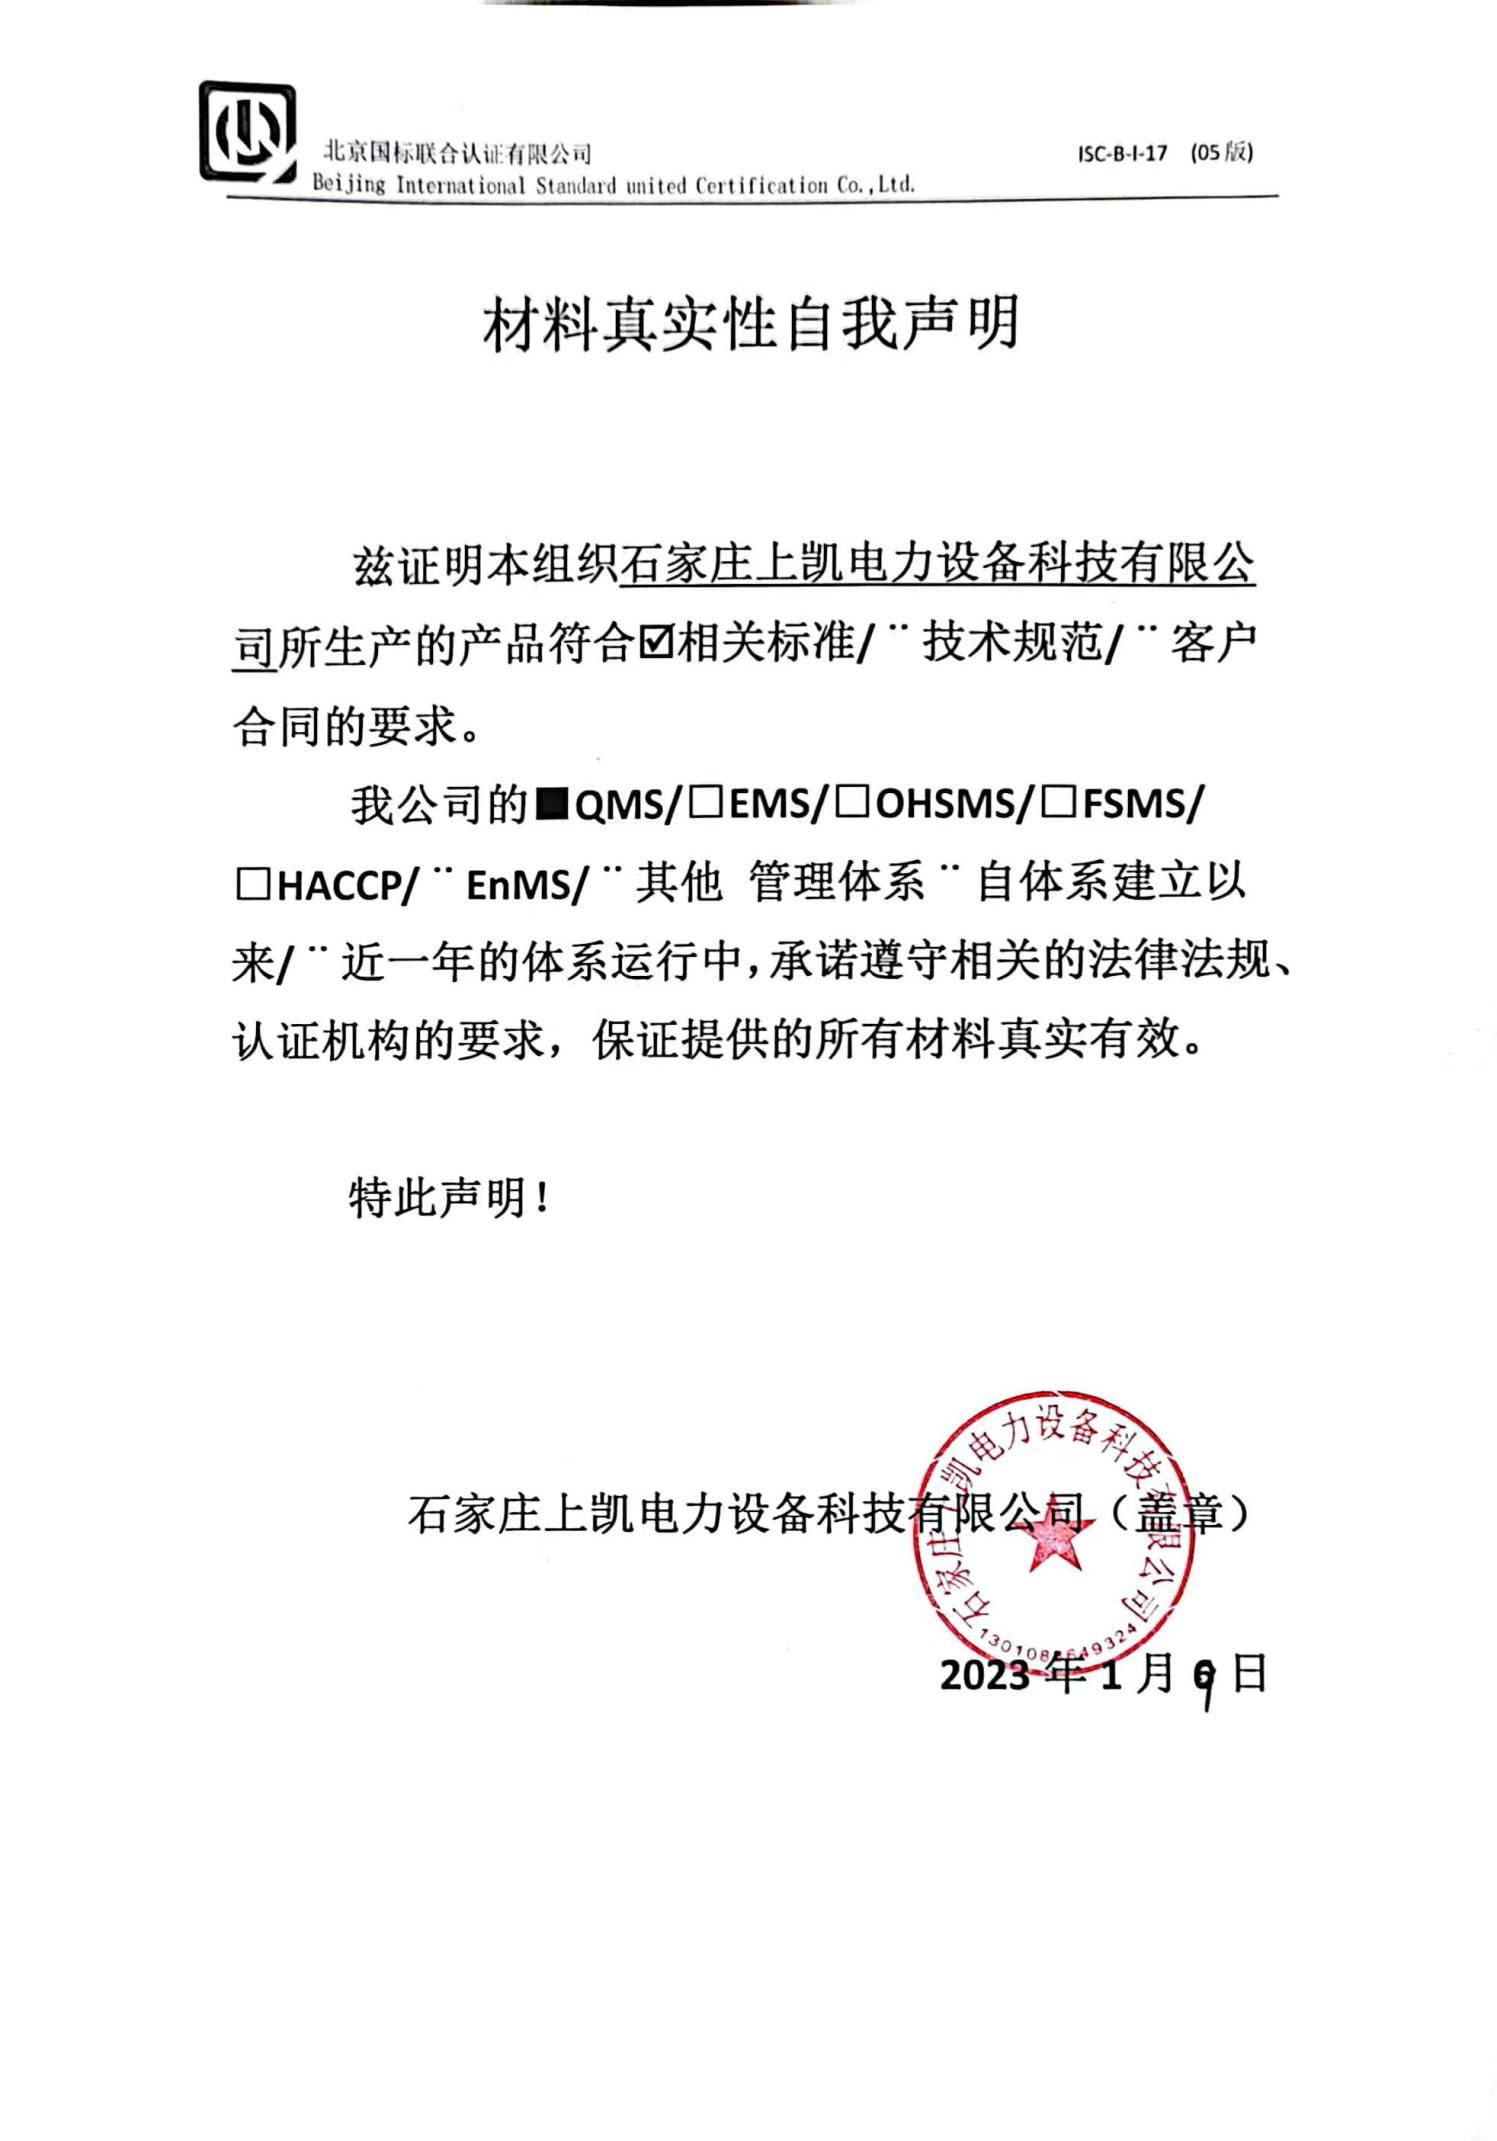 北京国标联合认证有限公司 ISC-B-I-17 (05版)
Beijing International Standard united Certification Co.,Ltd.
材料真实性自我声明
兹证明本组织石家庄上凯电力设备科技有限公
司所生产的产品符合☑相关标准/¨技术规范/¨客户
合同的要求。
我公司的■QMS/□EMS/□OHSMS/□FSMS/
□HACCP/¨EnMS/¨其他 管理体系¨自体系建立以
来/¨近一年的体系运行中,承诺遵守相关的法律法规、
认证机构的要求，保证提供的所有材料真实有效。
特此声明！
石家庄上凯电力设备科技有限公司（盖章）
石家庄上凯电力设备科技有限公司
2023年1月9日